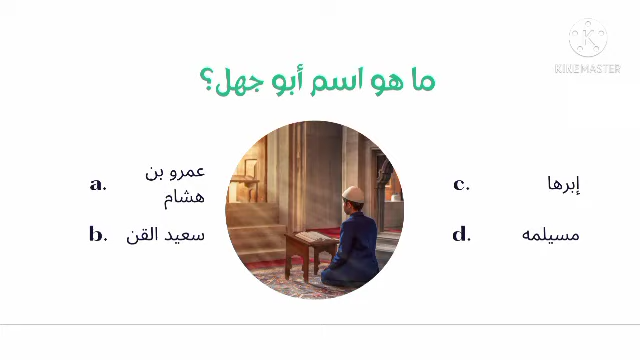 KINEMASTER
ما هو اسم أبو جهل؟
a. عمرو بن
هشام
b. سعيد القن
c. إبرها
d. مسيلمه